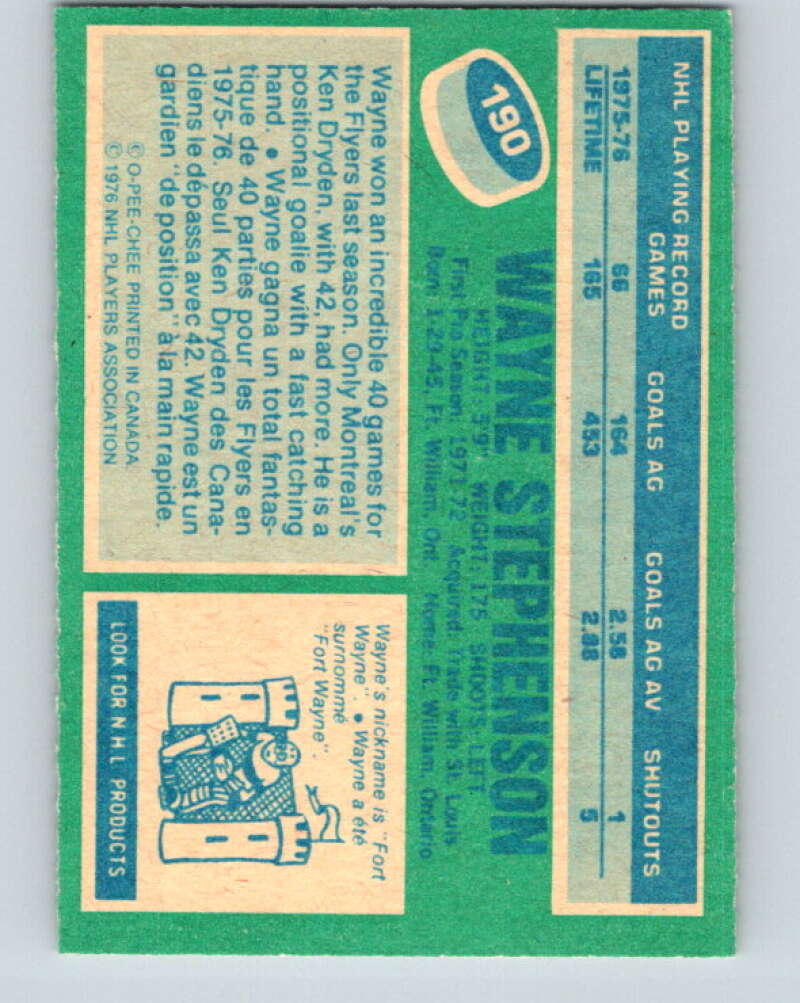 NHL PLAYING RECORD
GAMES GOALS AG GOALS AG AV SHUTOUTS
1975-76 66 164 2.58 1
LIFETIME 165 453 2.88 5
190
WAYNE STEPHENSON
HEIGHT: 5'9" WEIGHT: 175 SHOOTS: LEFT
First Pro Season: 1971-72 Acquired: Trade with St. Louis
Born: 1-29-45, Ft. William, Ont. Home: Ft. William, Ontario
Wayne won an incredible 40 games for
the Flyers last season. Only Montreal's
Ken Dryden, with 42, had more. He is a
positional goalie with a fast catching
hand. • Wayne gagna un total fantas-
tique de 40 parties pour les Flyers en
1975-76. Seul Ken Dryden des Cana-
diens le dépassa avec 42. Wayne est un
gardien "de position" à la main rapide.
© O-PEE-CHEE PRINTED IN CANADA
© 1976 NHL PLAYERS ASSOCIATION
Wayne's nickname is "Fort
Wayne". • Wayne a été
surnommé
"Fort Wayne".
LOOK FOR NHL PRODUCTS